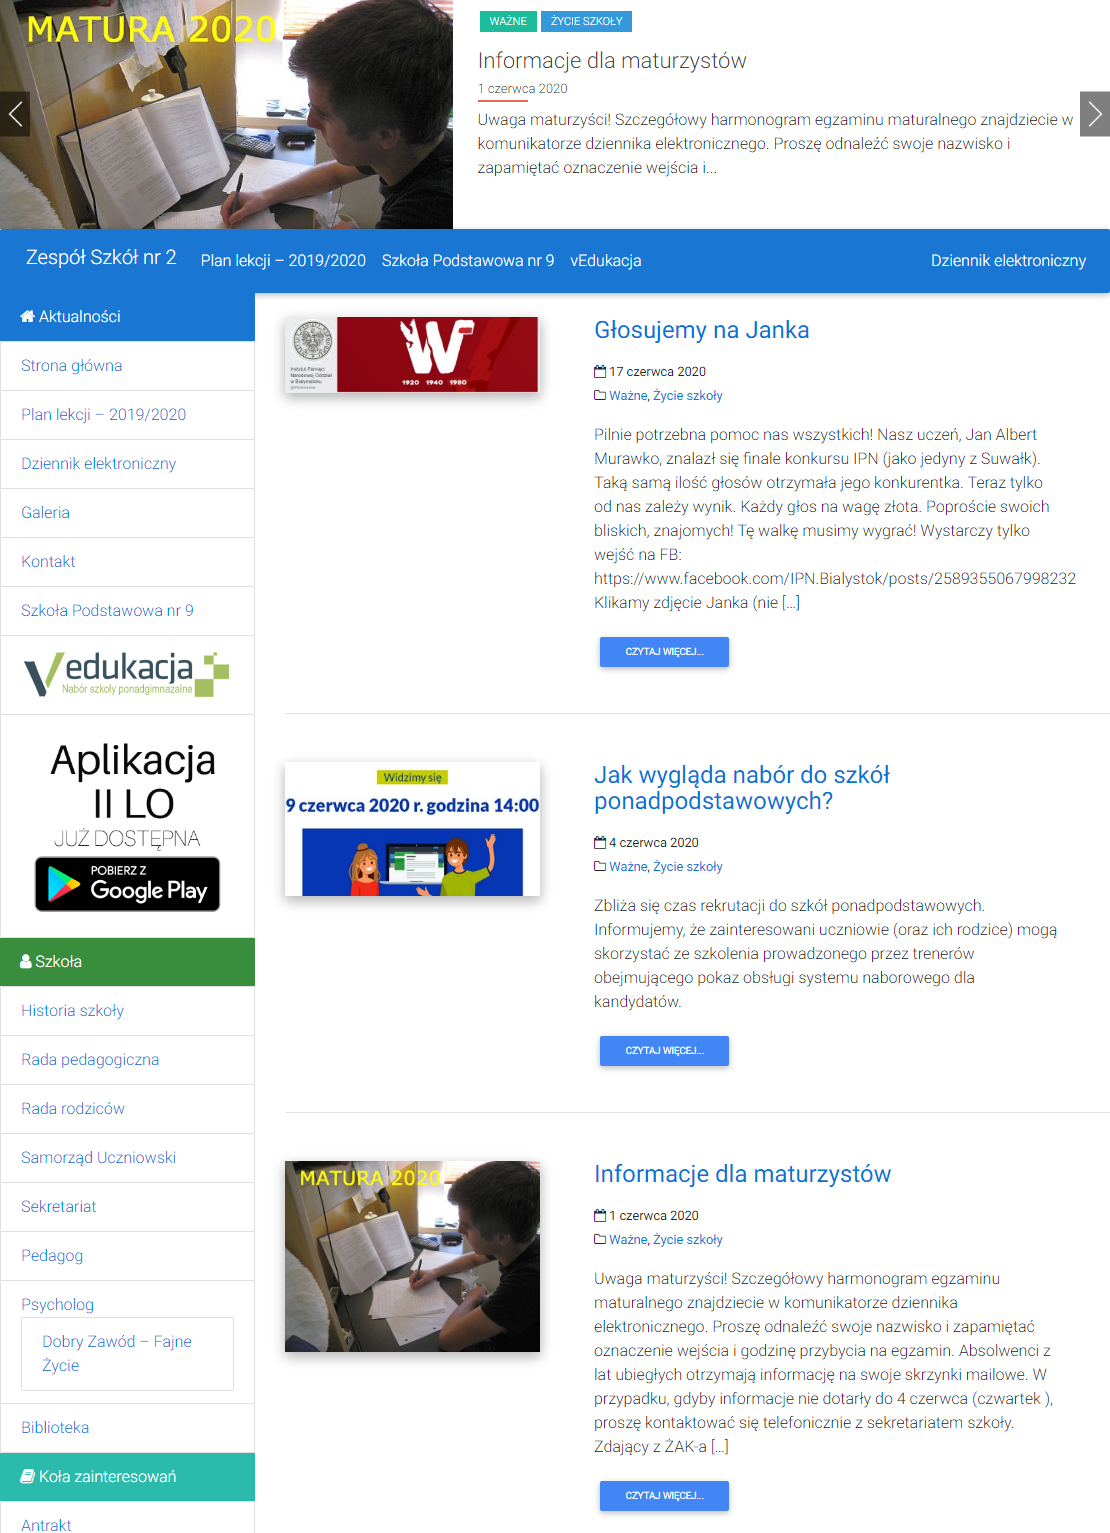 MATURA 2020
WAŻNE ŻYCIE SZKOŁY
Informacje dla maturzystów
1 czerwca 2020
Uwaga maturzyści! Szczegółowy harmonogram egzaminu maturalnego znajdziecie w
komunikatorze dziennika elektronicznego. Proszę odnaleźć swoje nazwisko i
zapamiętać oznaczenie wejścia i...
Zespół Szkół nr 2
Plan lekcji – 2019/2020
Szkoła Podstawowa nr 9
vEdukacja
Dziennik elektroniczny
Aktualności
Strona główna
Plan lekcji – 2019/2020
Dziennik elektroniczny
Galeria
Kontakt
Szkoła Podstawowa nr 9
Vedukacja
Nabór szkoły ponadgimnazalne
Aplikacja
II LO
JUŻ DOSTĘPNA
POBIERZ Z
Google Play
Szkoła
Historia szkoły
Rada pedagogiczna
Rada rodziców
Samorząd Uczniowski
Sekretariat
Pedagog
Psycholog
Dobry Zawód – Fajne
Życie
Biblioteka
Koła zainteresowań
Antrakt
Instytut Pamięci
Narodowej Oddział
w Białymstoku
W
1920 1940 1980
Głosujemy na Janka
17 czerwca 2020
Ważne, Życie szkoły
Pilnie potrzebna pomoc nas wszystkich! Nasz uczeń, Jan Albert
Murawko, znalazł się finale konkursu IPN (jako jedyny z Suwałk).
Taką samą ilość głosów otrzymała jego konkurentka. Teraz tylko
od nas zależy wynik. Każdy głos na wagę złota. Poproście swoich
bliskich, znajomych! Tę walkę musimy wygrać! Wystarczy tylko
wejść na FB:
https://www.facebook.com/IPN.Bialystok/posts/2589355067998232
Klikamy zdjęcie Janka (nie [...]
CZYTAJ WIĘCEJ...
Widzimy się
9 czerwca 2020 r. godzina 14:00
Jak wygląda nabór do szkół
ponadpodstawowych?
4 czerwca 2020
Ważne, Życie szkoły
Zbliża się czas rekrutacji do szkół ponadpodstawowych.
Informujemy, że zainteresowani uczniowie (oraz ich rodzice) mogą
skorzystać ze szkolenia prowadzonego przez trenerów
obejmującego pokaz obsługi systemu naborowego dla
kandydatów.
CZYTAJ WIĘCEJ...
MATURA 2020
Informacje dla maturzystów
1 czerwca 2020
Ważne, Życie szkoły
Uwaga maturzyści! Szczegółowy harmonogram egzaminu
maturalnego znajdziecie w komunikatorze dziennika
elektronicznego. Proszę odnaleźć swoje nazwisko i zapamiętać
oznaczenie wejścia i godzinę przybycia na egzamin. Absolwenci z
lat ubiegłych otrzymają informację na swoje skrzynki mailowe. W
przypadku, gdyby informacje nie dotarły do 4 czerwca (czwartek ),
proszę kontaktować się telefonicznie z sekretariatem szkoły.
Zdający z ŻAK-a [...]
CZYTAJ WIĘCEJ...